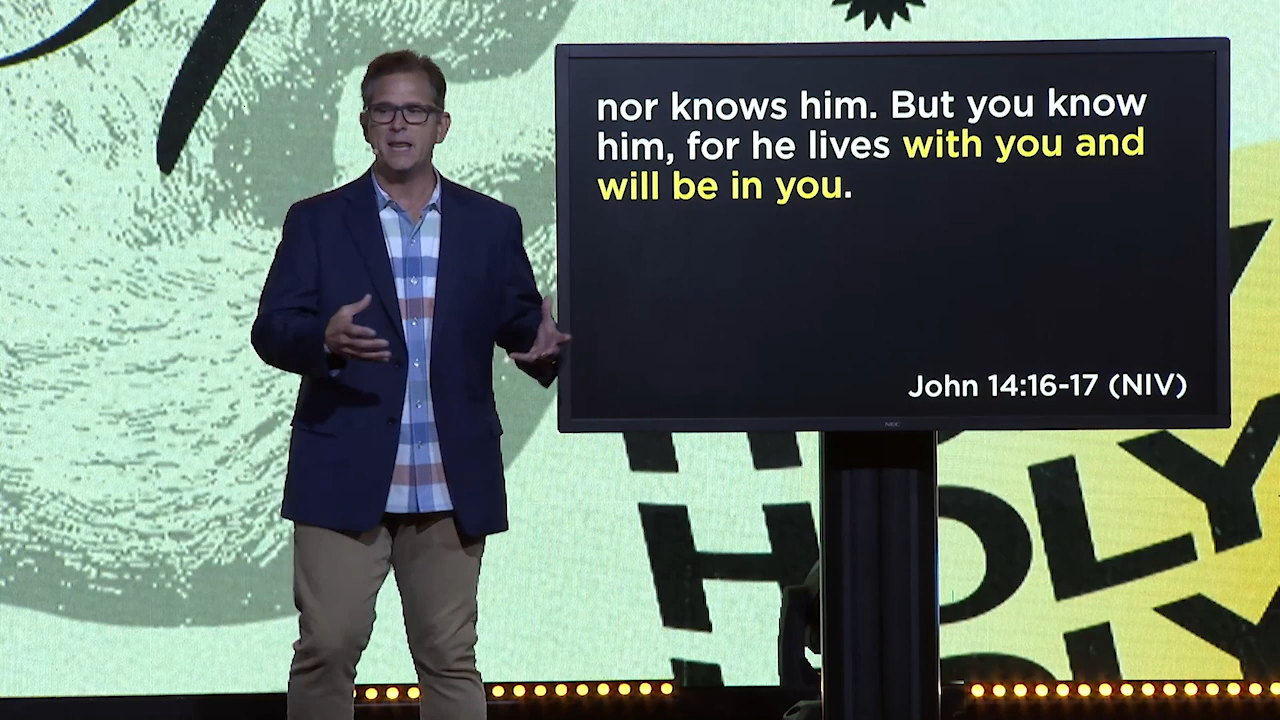 nor knows him. But you know
him, for he lives with you and
will be in you.
John 14:16-17 (NIV)
NEC
HOLY